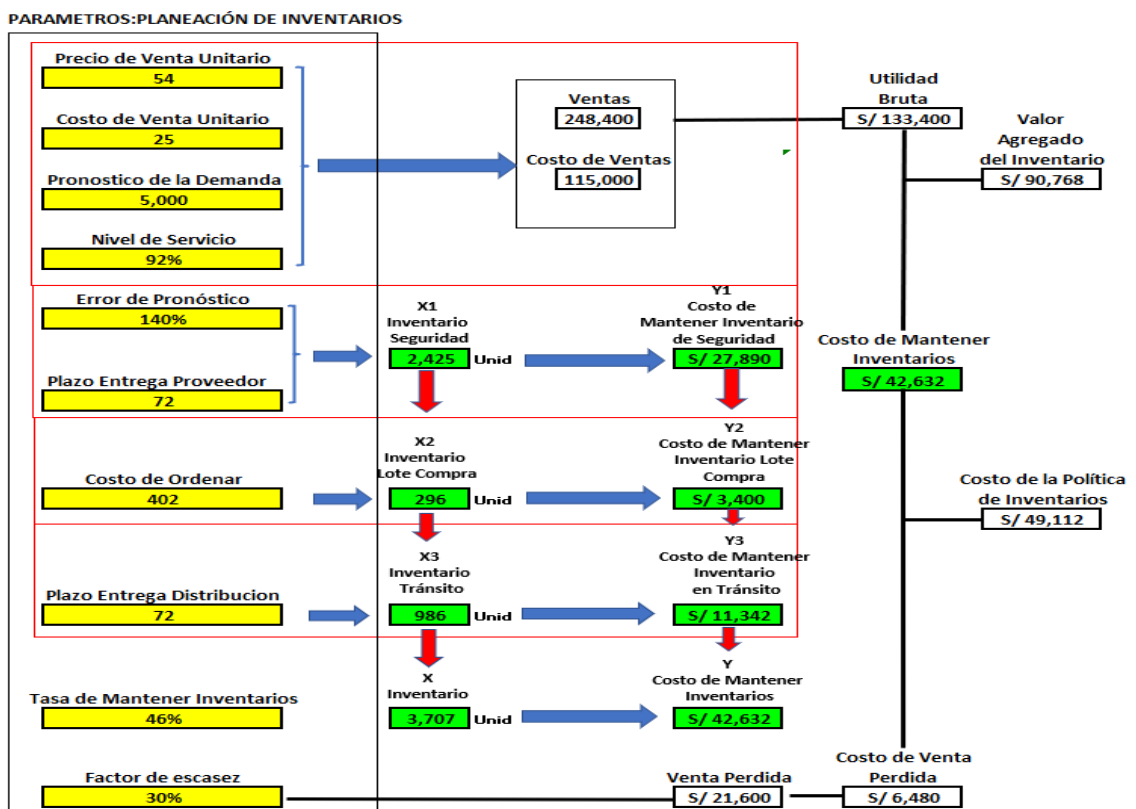 PARAMETROS:PLANEACIÓN DE INVENTARIOS
Precio de Venta Unitario
54
Costo de Venta Unitario
25
Pronostico de la Demanda
5,000
Nivel de Servicio
92%
Ventas
248,400
Costo de Ventas
115,000
Utilidad
Bruta
S/ 133,400
Valor
Agregado
del Inventario
S/ 90,768
Error de Pronóstico
140%
Plazo Entrega Proveedor
72
X1
Inventario
Seguridad
2,425 Unid
Y1
Costo de
Mantener Inventario
de Seguridad
S/ 27,890
Costo de Mantener
Inventarios
S/ 42,632
Costo de Ordenar
402
X2
Inventario
Lote Compra
296 Unid
Y2
Costo de Mantener
Inventario Lote
Compra
S/ 3,400
Costo de la Política
de Inventarios
S/ 49,112
Plazo Entrega Distribucion
72
X3
Inventario
Tránsito
986 Unid
Y3
Costo de Mantener
Inventario
en Tránsito
S/ 11,342
Tasa de Mantener Inventarios
46%
X
Inventario
3,707 Unid
Y
Costo de Mantener
Inventarios
S/ 42,632
Factor de escasez
30%
Venta Perdida
S/ 21,600
Costo de Venta
Perdida
S/ 6,480